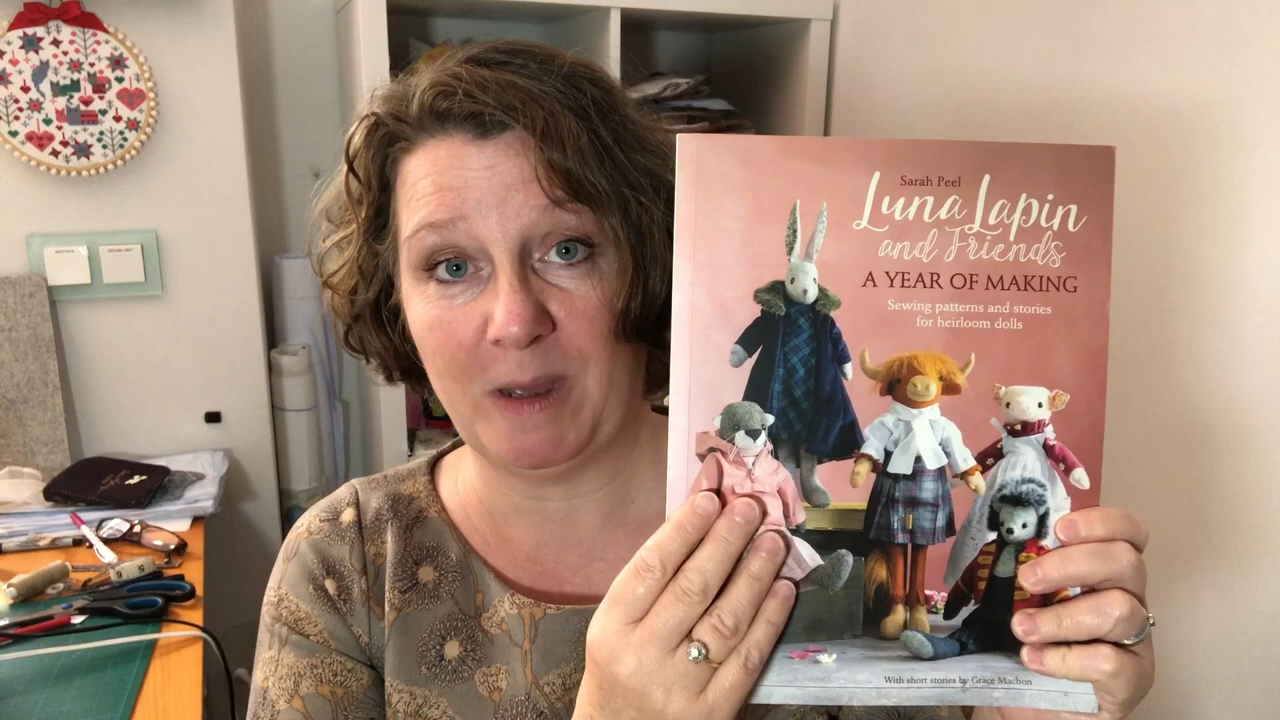 Sarah Peel
Luna Lapin
and Friends
A YEAR OF MAKING
Sewing patterns and stories
for heirloom dolls
With short stories by Grace Machon